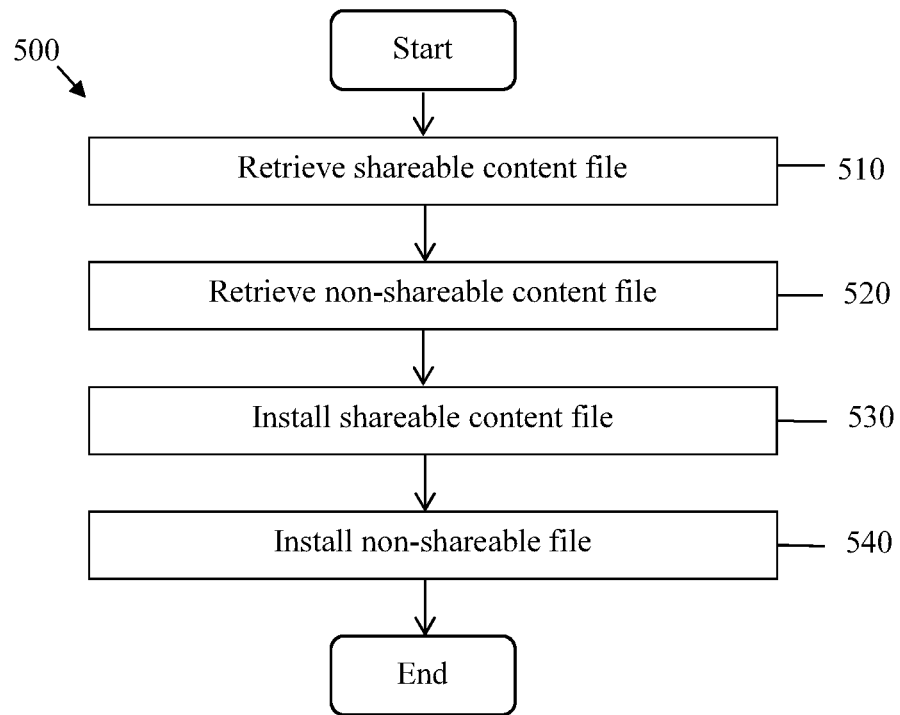 500
Start
Retrieve shareable content file
510
Retrieve non-shareable content file
520
Install shareable content file
530
Install non-shareable file
540
End